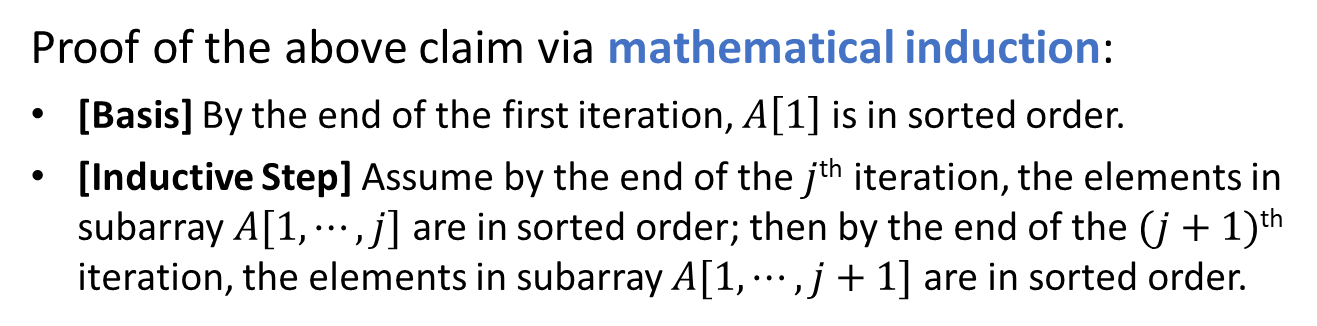 Proof of the above claim via mathematical induction:
• [Basis] By the end of the first iteration, A[1] is in sorted order.
• [Inductive Step] Assume by the end of the jᵗʰ iteration, the elements in
subarray A[1, ⋯ , j] are in sorted order; then by the end of the (j + 1)ᵗʰ
iteration, the elements in subarray A[1, ⋯ , j + 1] are in sorted order.